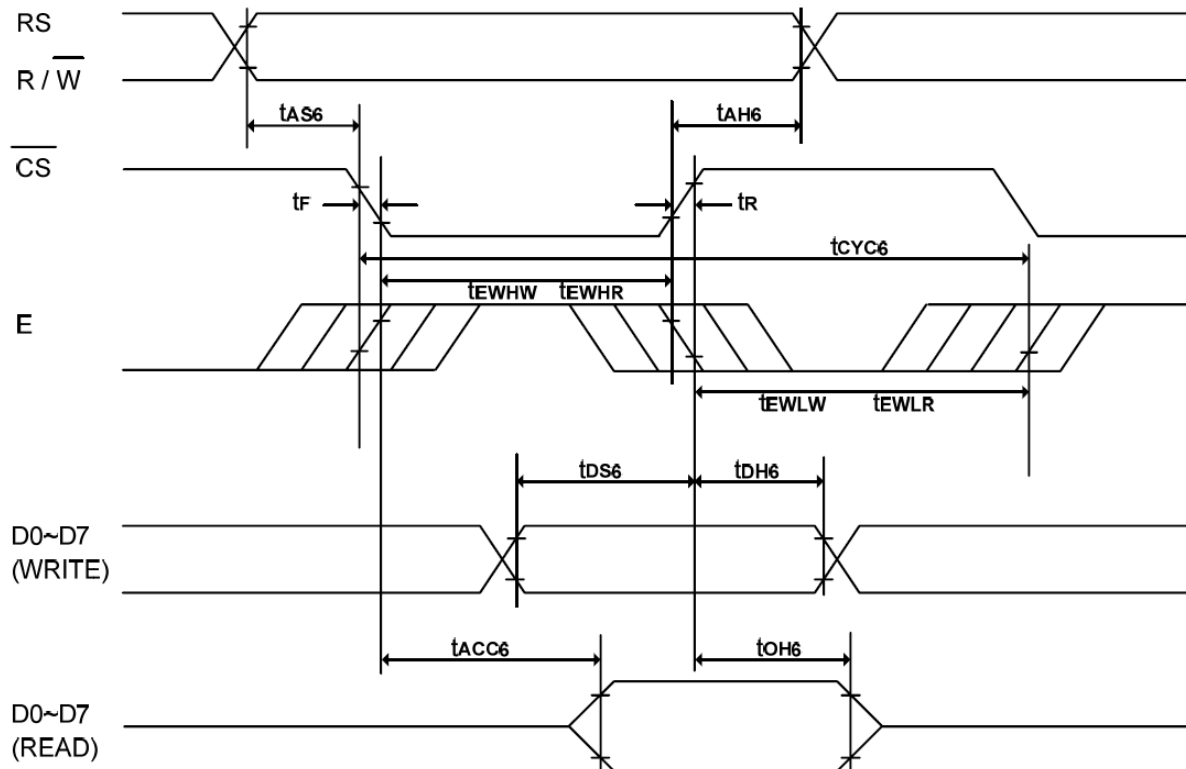 RS
R / W
tAS6
tAH6
CS
tF
tR
tCYC6
tEWHW tEWHR
E
tEWLW tEWLR
tDS6
tDH6
D0~D7
(WRITE)
tACC6
tOH6
D0~D7
(READ)